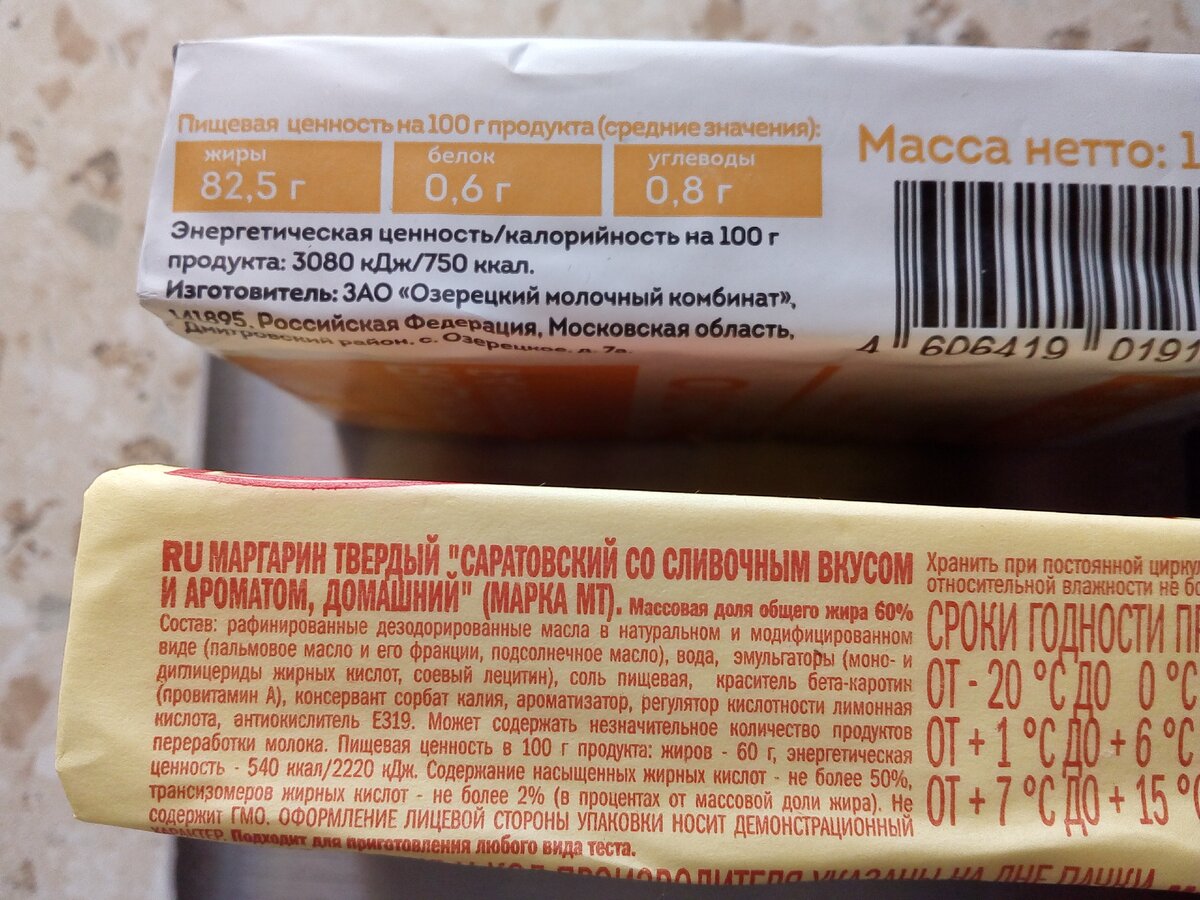 Пищевая ценность на 100 г продукта (средние значения):
жиры
82,5 г
белок
0,6 г
углеводы
0,8 г
Энергетическая ценность/калорийность на 100 г
продукта: 3080 кДж/750 ккал.
Изготовитель: ЗАО «Озерецкий молочный комбинат»,
141895, Российская Федерация, Московская область,
Дмитровский район, с. Озерецкое, д. 7а.
Масса нетто: 1
4 606419 0191
RU МАРГАРИН ТВЕРДЫЙ "САРАТОВСКИЙ СО СЛИВОЧНЫМ ВКУСОМ
И АРОМАТОМ, ДОМАШНИЙ" (МАРКА МТ). Массовая доля общего жира 60%
Состав: рафинированные дезодорированные масла в натуральном и модифицированном
виде (пальмовое масло и его фракции, подсолнечное масло), вода, эмульгаторы (моно- и
диглицериды жирных кислот, соевый лецитин), соль пищевая, краситель бета-каротин
(провитамин А), консервант сорбат калия, ароматизатор, регулятор кислотности лимонная
кислота, антиокислитель Е319. Может содержать незначительное количество продуктов
переработки молока. Пищевая ценность в 100 г продукта: жиров - 60 г, энергетическая
ценность - 540 ккал/2220 кДж. Содержание насыщенных жирных кислот - не более 50%,
трансизомеров жирных кислот - не более 2% (в процентах от массовой доли жира). Не
содержит ГМО. ОФОРМЛЕНИЕ ЛИЦЕВОЙ СТОРОНЫ УПАКОВКИ НОСИТ ДЕМОНСТРАЦИОННЫЙ
ХАРАКТЕР. Подходит для приготовления любого вида теста.
Хранить при постоянной цирку
относительной влажности не бо
СРОКИ ГОДНОСТИ П
ОТ - 20 °С ДО 0 °С
ОТ + 1 °С ДО + 6 °С
ОТ + 7 °С ДО + 15 °
КОД ПРОИЗВОДИТЕЛЯ УКАЗАНЫ НА ДНЕ ПАЧКИ